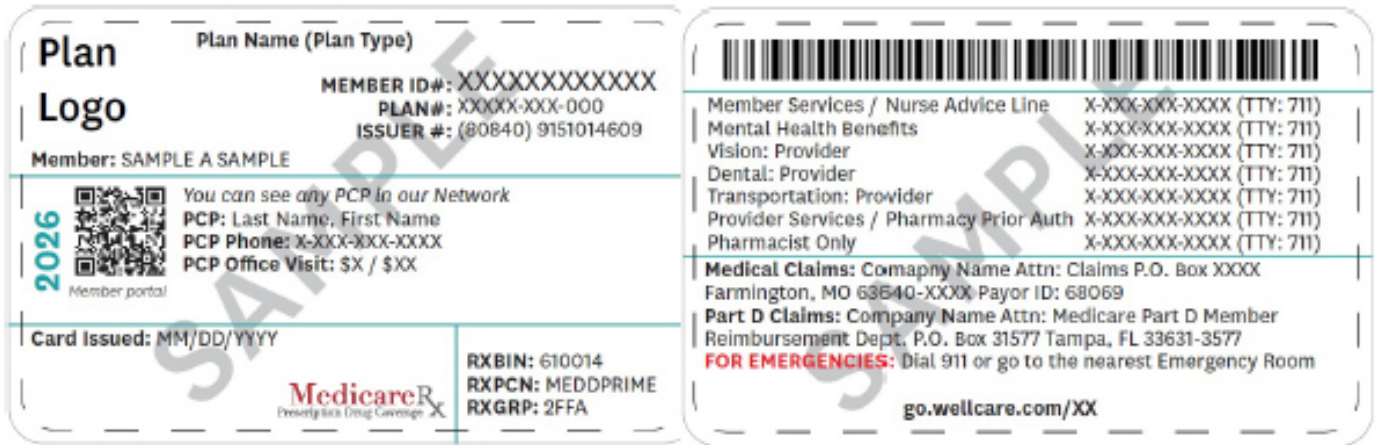 Plan
Logo
Plan Name (Plan Type)
MEMBER ID#: XXXXXXXXXXXX
PLAN#: XXXXX-XXX-000
ISSUER #: (80840) 9151014609
Member: SAMPLE A SAMPLE
2026
Member portal
You can see any PCP in our Network
PCP: Last Name, First Name
PCP Phone: X-XXX-XXX-XXXX
PCP Office Visit: $X / $XX
Card Issued: MM/DD/YYYY
MedicareRx
Prescription Drug Coverage
RXBIN: 610014
RXPCN: MEDDPRIME
RXGRP: 2FFA
SAMPLE
Member Services / Nurse Advice Line X-XXX-XXX-XXXX (TTY: 711)
Mental Health Benefits X-XXX-XXX-XXXX (TTY: 711)
Vision: Provider X-XXX-XXX-XXXX (TTY: 711)
Dental: Provider X-XXX-XXX-XXXX (TTY: 711)
Transportation: Provider X-XXX-XXX-XXXX (TTY: 711)
Provider Services / Pharmacy Prior Auth X-XXX-XXX-XXXX (TTY: 711)
Pharmacist Only X-XXX-XXX-XXXX (TTY: 711)
Medical Claims: Comapny Name Attn: Claims P.O. Box XXXX
Farmington, MO 63640-XXXX Payor ID: 68069
Part D Claims: Company Name Attn: Medicare Part D Member
Reimbursement Dept. P.O. Box 31577 Tampa, FL 33631-3577
FOR EMERGENCIES: Dial 911 or go to the nearest Emergency Room
go.wellcare.com/XX
SAMPLE